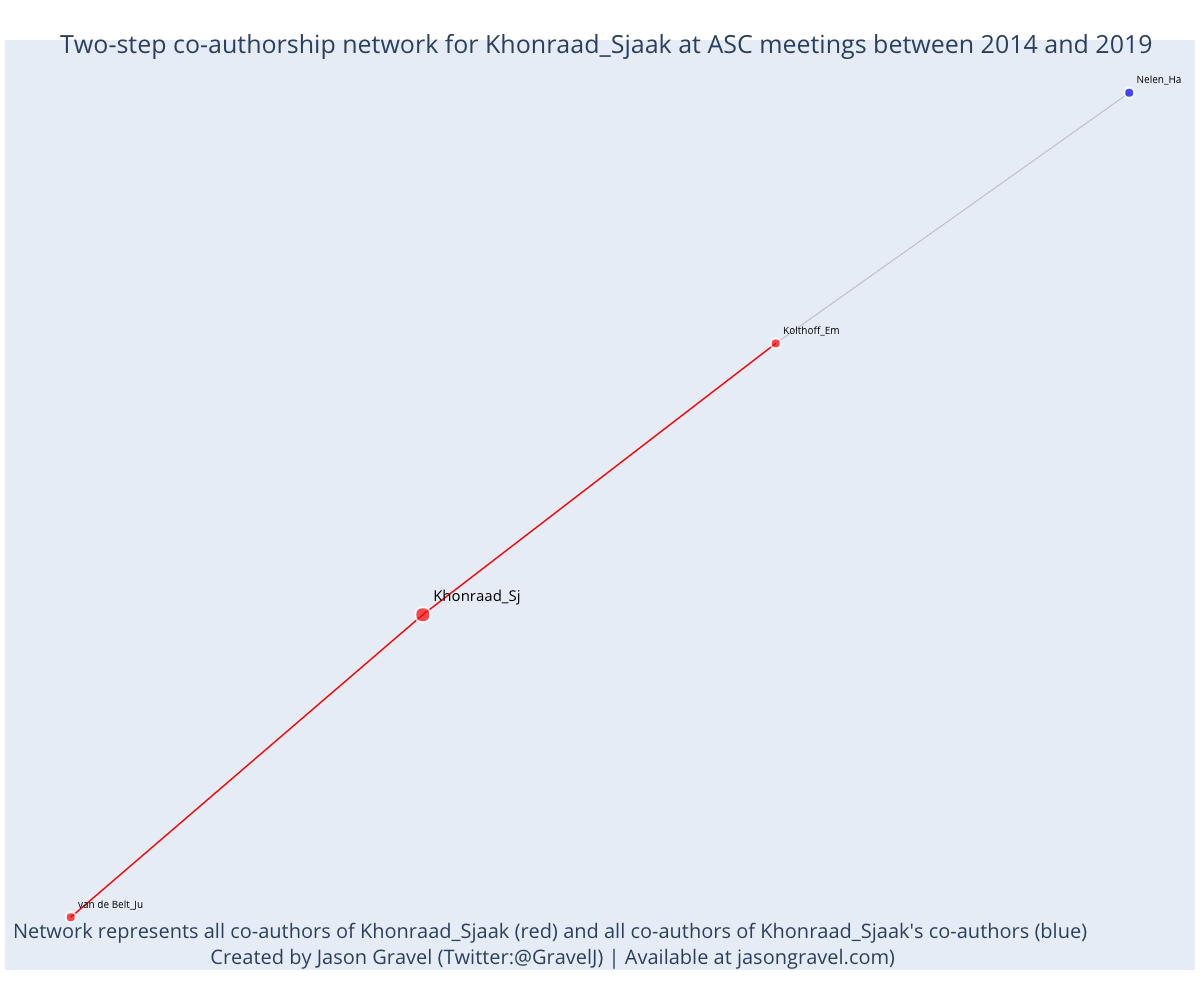 Two-step co-authorship network for Khonraad_Sjaak at ASC meetings between 2014 and 2019
Nelen_Ha
Kolthoff_Em
Khonraad_Sj
van de Belt_Ju
Network represents all co-authors of Khonraad_Sjaak (red) and all co-authors of Khonraad_Sjaak's co-authors (blue)
Created by Jason Gravel (Twitter:@GravelJ) | Available at jasongravel.com)